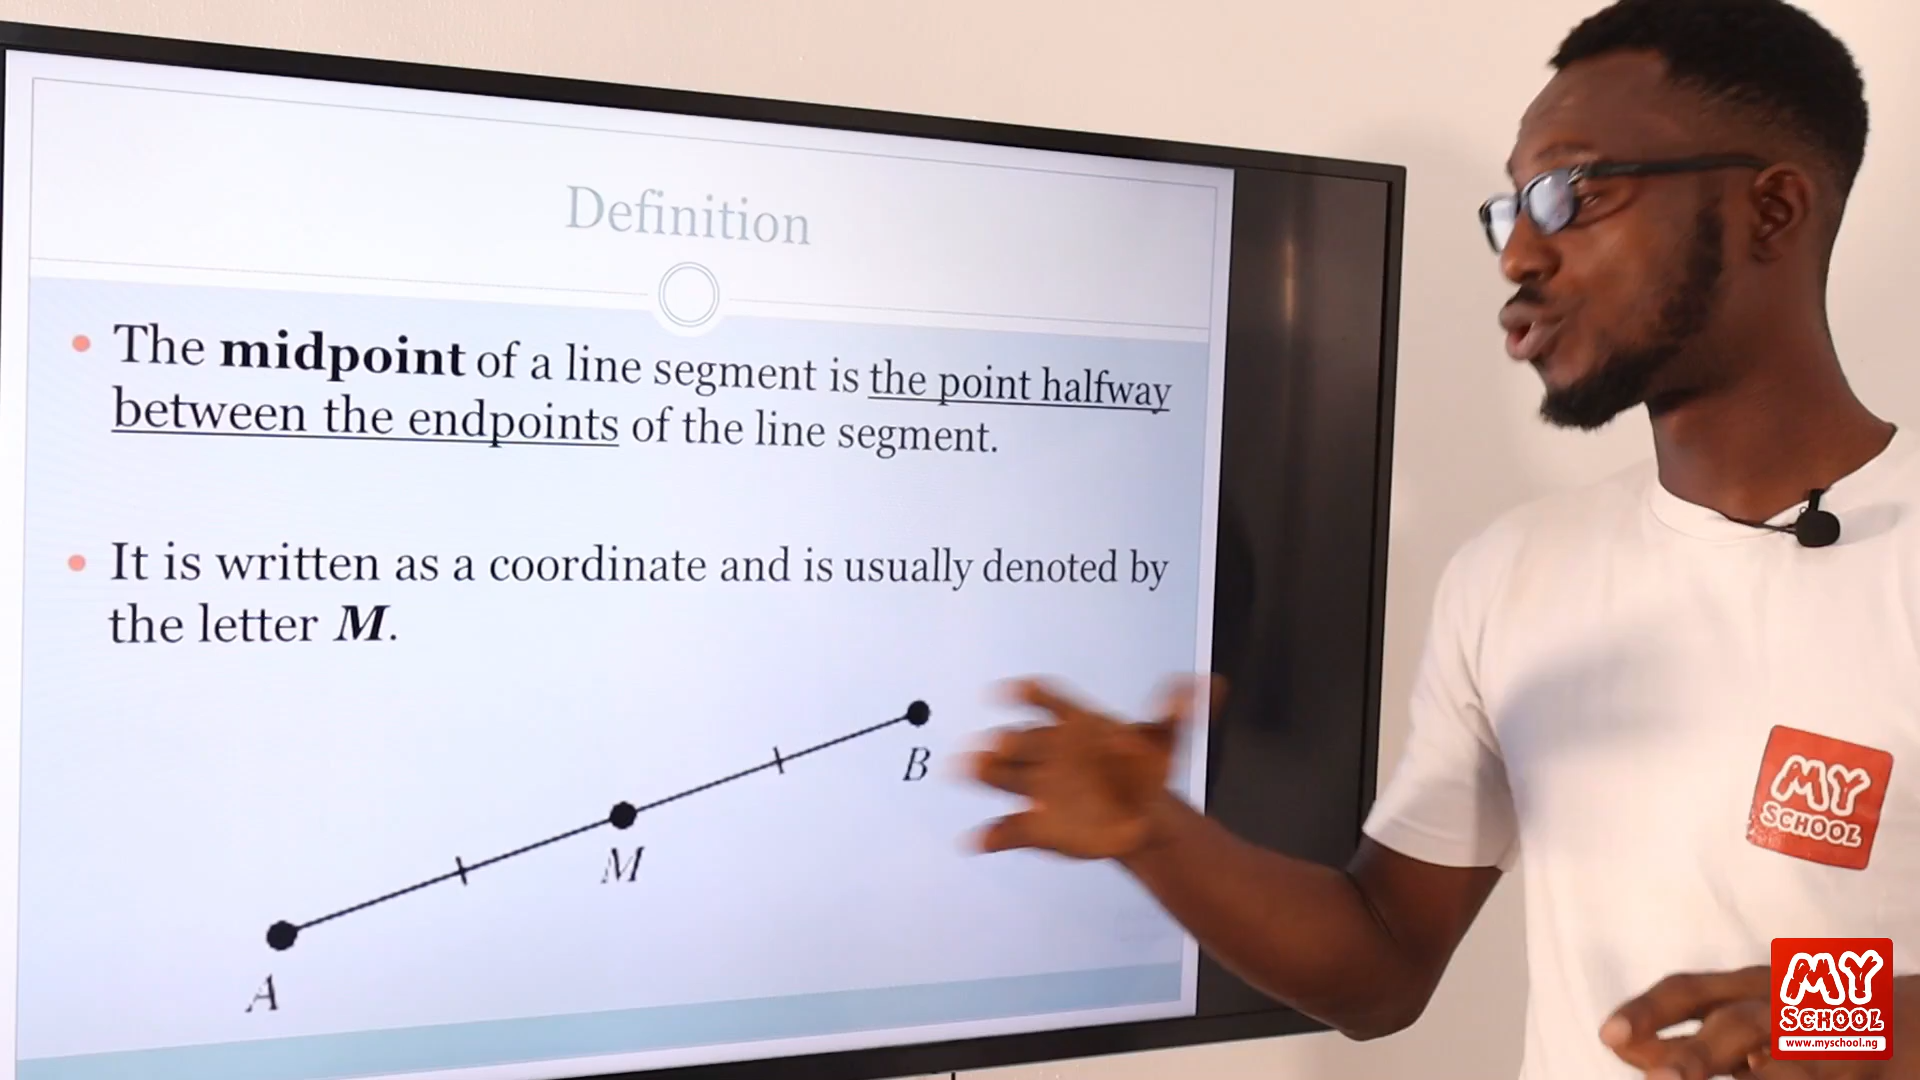 Definition
The midpoint of a line segment is the point halfway
between the endpoints of the line segment.
It is written as a coordinate and is usually denoted by
the letter M.
B
M
A
MY
SCHOOL
MY
SCHOOL
www.myschool.ng